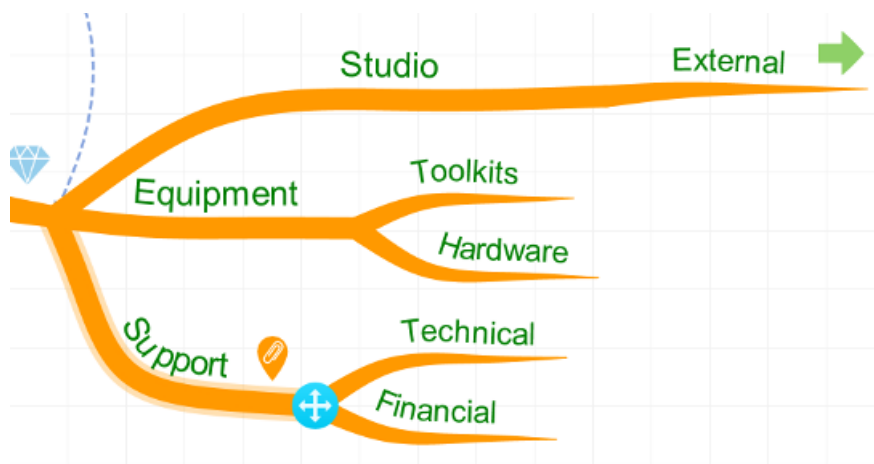 Studio
External
Equipment
Toolkits
Hardware
Support
Technical
Financial